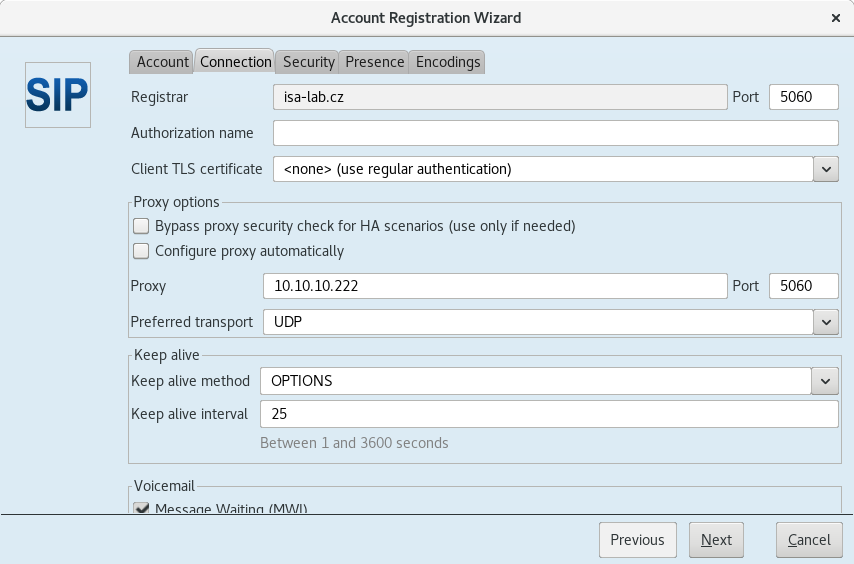 Account Registration Wizard ×
SIP
Account Connection Security Presence Encodings
Registrar isa-lab.cz Port 5060
Authorization name
Client TLS certificate <none> (use regular authentication)
Proxy options
Bypass proxy security check for HA scenarios (use only if needed)
Configure proxy automatically
Proxy 10.10.10.222 Port 5060
Preferred transport UDP
Keep alive
Keep alive method OPTIONS
Keep alive interval 25
Between 1 and 3600 seconds
Voicemail
Message Waiting (MWI)
Previous Next Cancel